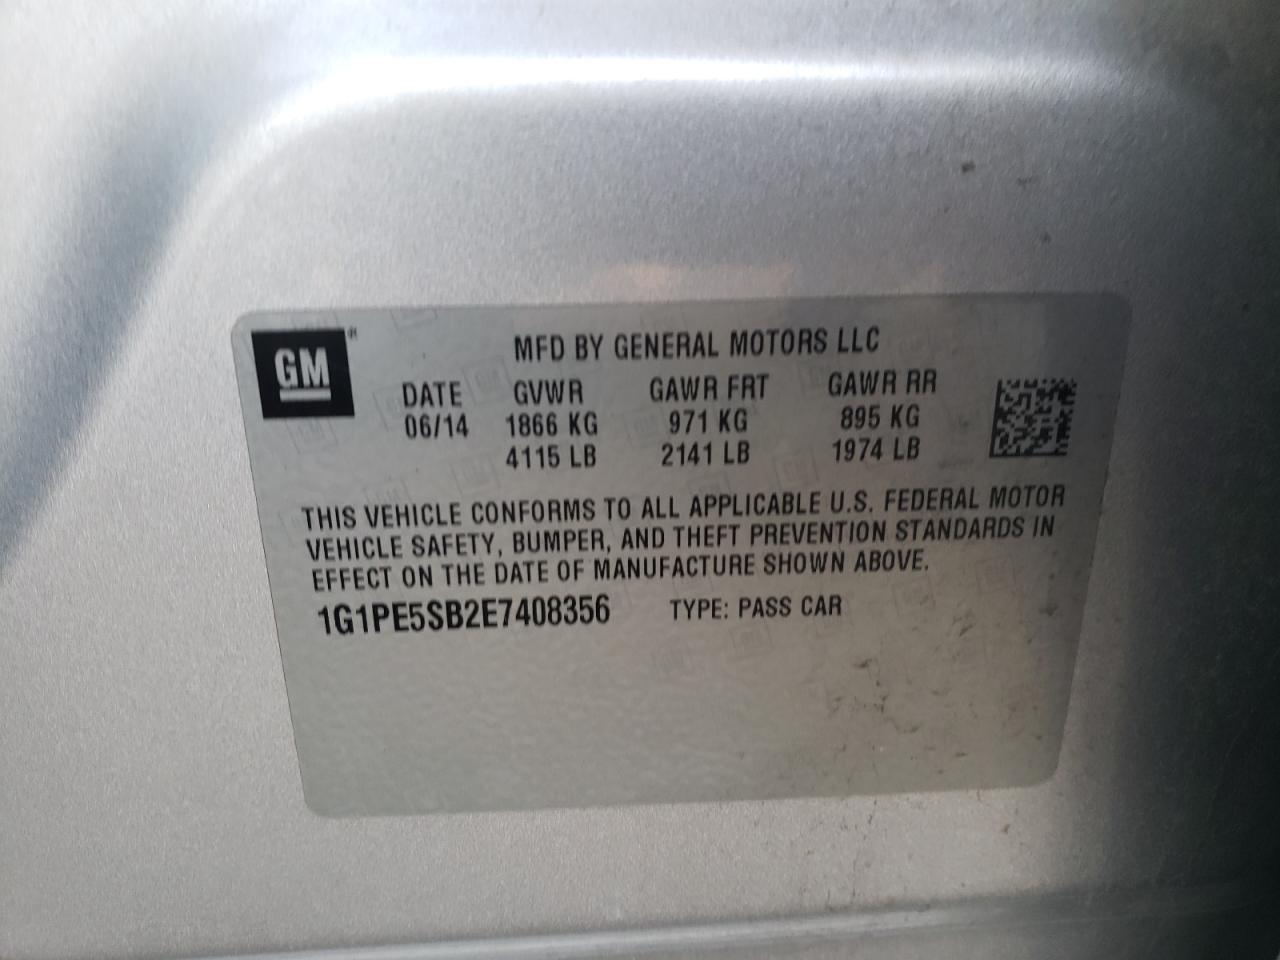 GM
MFD BY GENERAL MOTORS LLC
DATE GVWR GAWR FRT GAWR RR
06/14 1866 KG 971 KG 895 KG
4115 LB 2141 LB 1974 LB
THIS VEHICLE CONFORMS TO ALL APPLICABLE U.S. FEDERAL MOTOR
VEHICLE SAFETY, BUMPER, AND THEFT PREVENTION STANDARDS IN
EFFECT ON THE DATE OF MANUFACTURE SHOWN ABOVE.
1G1PE5SB2E7408356 TYPE: PASS CAR